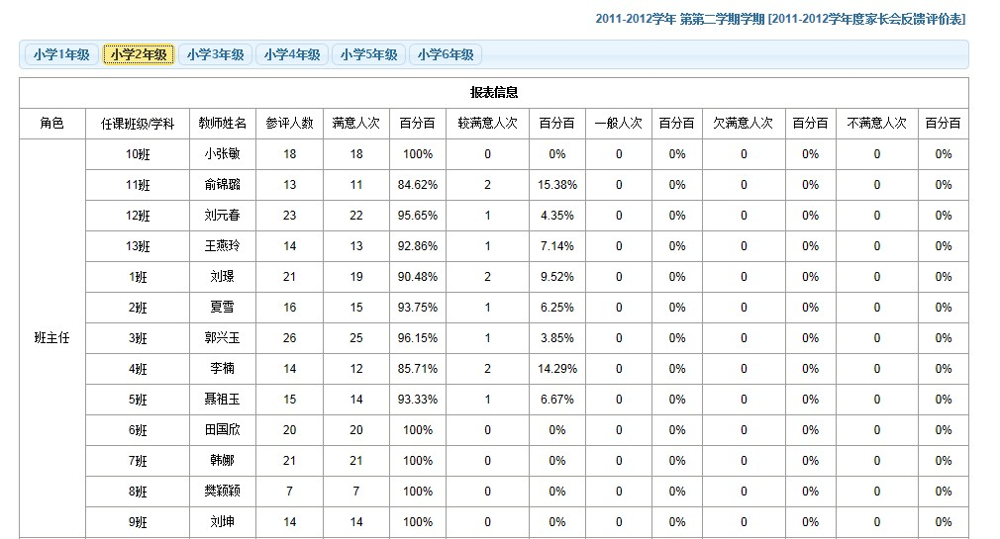 2011-2012学年 第第二学期学期 [2011-2012学年度家长会反馈评价表]
小学1年级 小学2年级 小学3年级 小学4年级 小学5年级 小学6年级
报表信息
角色 任课班级/学科 教师姓名 参评人数 满意人次 百分百 较满意人次 百分百 一般人次 百分百 欠满意人次 百分百 不满意人次 百分百
10班 小张敏 18 18 100% 0 0% 0 0% 0 0% 0 0%
11班 俞锦璐 13 11 84.62% 2 15.38% 0 0% 0 0% 0 0%
12班 刘元春 23 22 95.65% 1 4.35% 0 0% 0 0% 0 0%
13班 王燕玲 14 13 92.86% 1 7.14% 0 0% 0 0% 0 0%
1班 刘璟 21 19 90.48% 2 9.52% 0 0% 0 0% 0 0%
2班 夏雪 16 15 93.75% 1 6.25% 0 0% 0 0% 0 0%
班主任 3班 郭兴玉 26 25 96.15% 1 3.85% 0 0% 0 0% 0 0%
4班 李楠 14 12 85.71% 2 14.29% 0 0% 0 0% 0 0%
5班 聂祖玉 15 14 93.33% 1 6.67% 0 0% 0 0% 0 0%
6班 田国欣 20 20 100% 0 0% 0 0% 0 0% 0 0%
7班 韩娜 21 21 100% 0 0% 0 0% 0 0% 0 0%
8班 樊颖颖 7 7 100% 0 0% 0 0% 0 0% 0 0%
9班 刘坤 14 14 100% 0 0% 0 0% 0 0% 0 0%